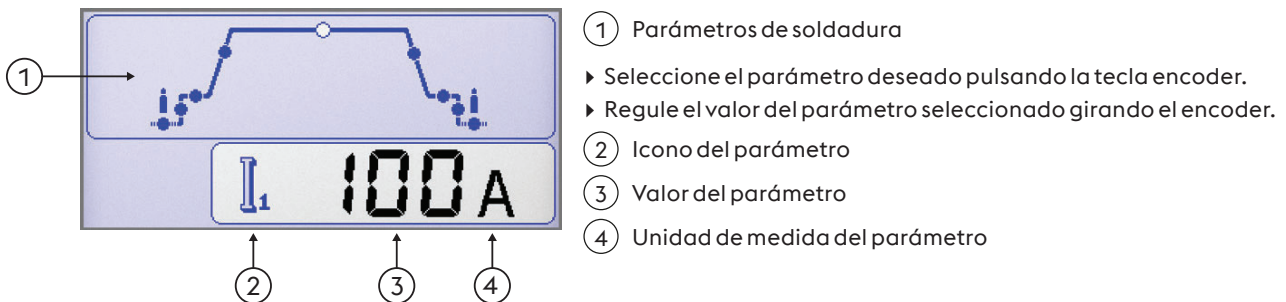 1 Parámetros de soldadura
1
▸ Seleccione el parámetro deseado pulsando la tecla encoder.
▸ Regule el valor del parámetro seleccionado girando el encoder.
2 Icono del parámetro
I1 100 A
3 Valor del parámetro
4 Unidad de medida del parámetro
2 3 4